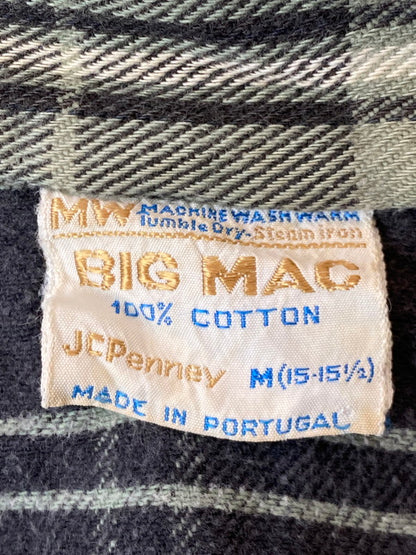 MW MACHINE WASH WARM
Tumble Dry-Steam iron
BIG MAC
100% COTTON
JCPenney M(15-15½)
MADE IN PORTUGAL